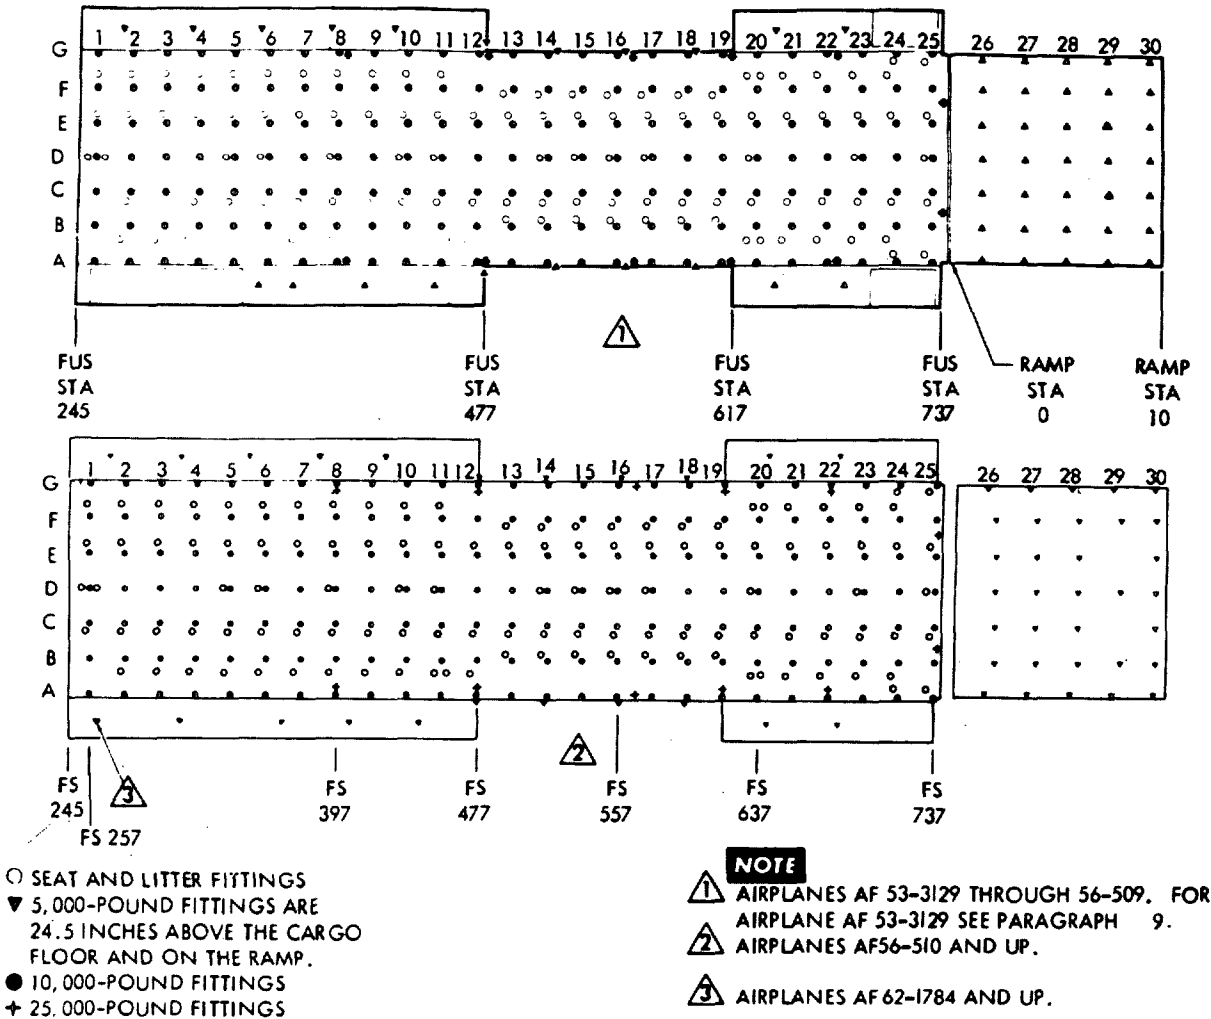 1 2 3 4 5 6 7 8 9 10 11 12 13 14 15 16 17 18 19 20 21 22 23 24 25 26 27 28 29 30
G
F
E
D
C
B
A
1
FUS STA 245
FUS STA 477
FUS STA 617
FUS STA 737
RAMP STA 0
RAMP STA 10
1 2 3 4 5 6 7 8 9 10 11 12 13 14 15 16 17 18 19 20 21 22 23 24 25 26 27 28 29 30
G
F
E
D
C
B
A
2
3
FS 245
FS 257
FS 397
FS 477
FS 557
FS 637
FS 737
SEAT AND LITTER FITTINGS
5,000-POUND FITTINGS ARE
24.5 INCHES ABOVE THE CARGO
FLOOR AND ON THE RAMP.
10,000-POUND FITTINGS
25,000-POUND FITTINGS
NOTE
1 AIRPLANES AF 53-3129 THROUGH 56-509. FOR
AIRPLANE AF 53-3129 SEE PARAGRAPH 9.
2 AIRPLANES AF56-510 AND UP.
3 AIRPLANES AF 62-1784 AND UP.